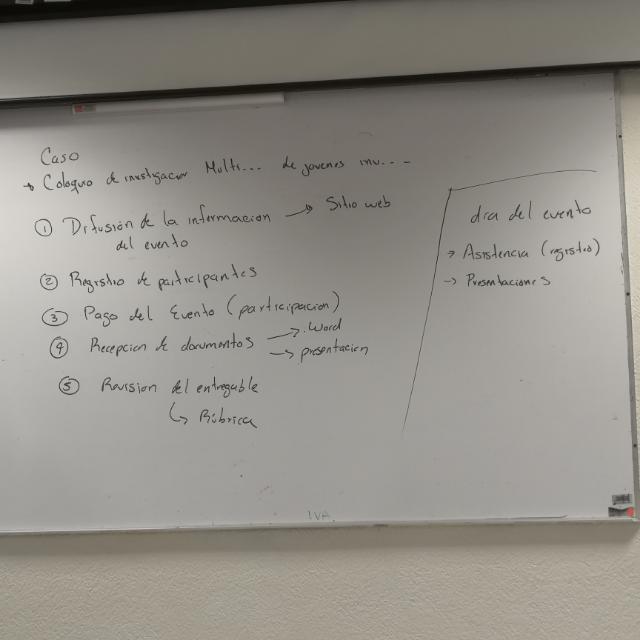 Caso
Coloquio de investigacion Multi... de jovenes inv...
① Difusión de la informacion → Sitio web
del evento
② Registro de participantes
③ Pago del Evento (participacion)
④ Recepcion de documentos → .Word
→ presentacion
⑤ Revision del entregable
↳ Rúbrica
dia del evento
→ Asistencia (registro)
→ Presentaciones
IVA